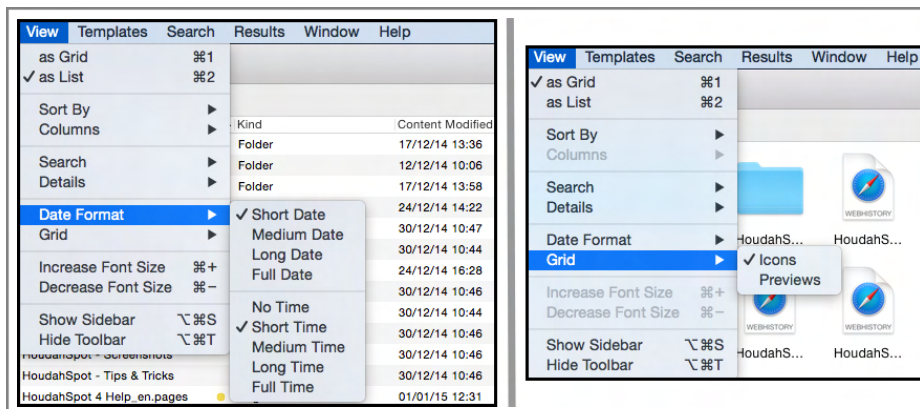 View Templates Search Results Window Help
as Grid ⌘1
✓ as List ⌘2
Sort By ▶
Columns ▶
Search ▶
Details ▶
Date Format ▶
Grid ▶
Increase Font Size ⌘+
Decrease Font Size ⌘−
Show Sidebar ⌥⌘S
Hide Toolbar ⌥⌘T
✓ Short Date
Medium Date
Long Date
Full Date
No Time
✓ Short Time
Medium Time
Long Time
Full Time
Kind Content Modified
Folder 17/12/14 13:36
Folder 12/12/14 10:06
Folder 17/12/14 13:58
24/12/14 14:22
30/12/14 10:47
30/12/14 10:44
24/12/14 16:28
30/12/14 10:46
30/12/14 10:44
30/12/14 10:46
HoudahSpot - Screenshots 30/12/14 10:46
HoudahSpot - Tips & Tricks 30/12/14 10:46
HoudahSpot 4 Help_en.pages 01/01/15 12:31
View Templates Search Results Window Help
✓ as Grid ⌘1
as List ⌘2
Sort By ▶
Columns ▶
Search ▶
Details ▶
Date Format ▶
Grid ▶
Increase Font Size ⌘+
Decrease Font Size ⌘−
Show Sidebar ⌥⌘S
Hide Toolbar ⌥⌘T
✓ Icons
Previews
WEBHISTORY
HoudahS... HoudahS...
WEBHISTORY WEBHISTORY
HoudahS... HoudahS...